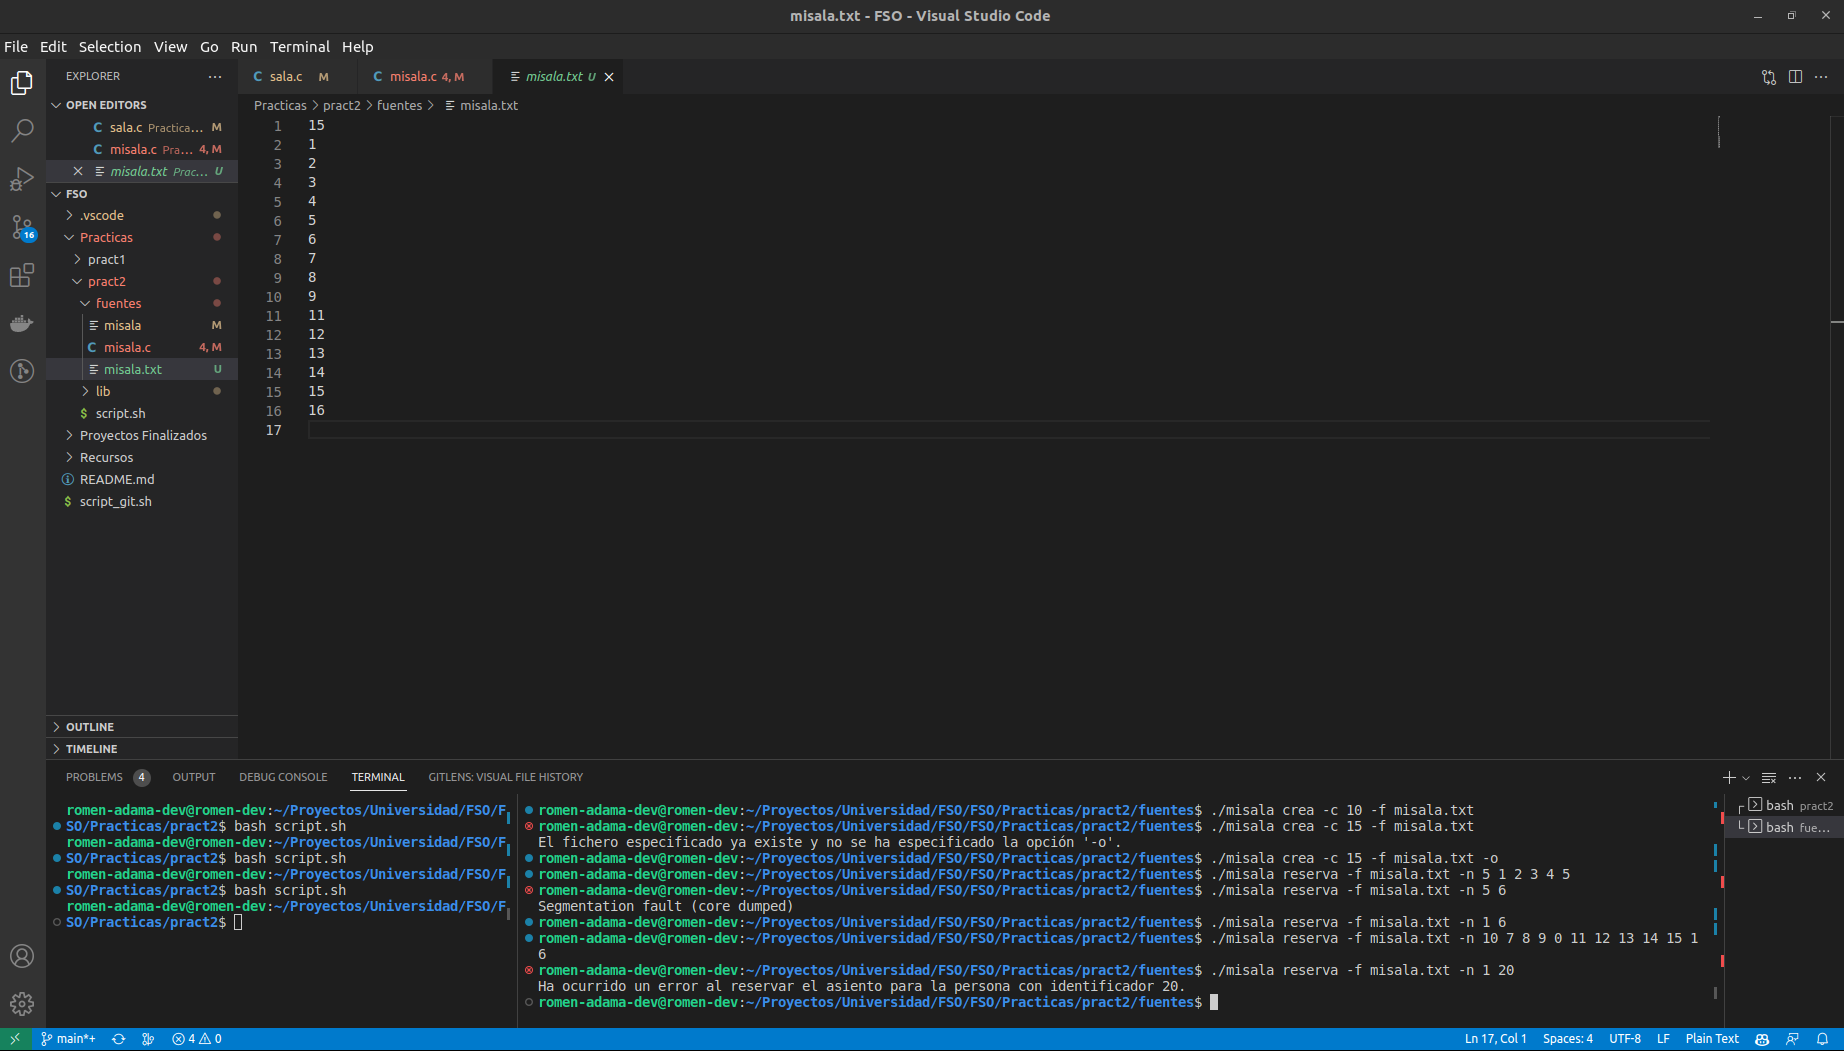 misala.txt - FSO - Visual Studio Code
File Edit Selection View Go Run Terminal Help
EXPLORER
OPEN EDITORS
sala.c Practica... M
misala.c Pra... 4, M
misala.txt Prac... U
FSO
.vscode
Practicas
pract1
pract2
fuentes
misala M
misala.c 4, M
misala.txt U
lib
$ script.sh
Proyectos Finalizados
Recursos
README.md
$ script_git.sh
OUTLINE
TIMELINE
16
C sala.c M
C misala.c 4, M
misala.txt U
Practicas > pract2 > fuentes > misala.txt
1 15
2 1
3 2
4 3
5 4
6 5
7 6
8 7
9 8
10 9
11 11
12 12
13 13
14 14
15 15
16 16
17
PROBLEMS 4 OUTPUT DEBUG CONSOLE TERMINAL GITLENS: VISUAL FILE HISTORY
romen-adama-dev@romen-dev:~/Proyectos/Universidad/FSO/F
SO/Practicas/pract2$ bash script.sh
romen-adama-dev@romen-dev:~/Proyectos/Universidad/FSO/F
SO/Practicas/pract2$ bash script.sh
romen-adama-dev@romen-dev:~/Proyectos/Universidad/FSO/F
SO/Practicas/pract2$ bash script.sh
romen-adama-dev@romen-dev:~/Proyectos/Universidad/FSO/F
SO/Practicas/pract2$
romen-adama-dev@romen-dev:~/Proyectos/Universidad/FSO/FSO/Practicas/pract2/fuentes$ ./misala crea -c 10 -f misala.txt
romen-adama-dev@romen-dev:~/Proyectos/Universidad/FSO/FSO/Practicas/pract2/fuentes$ ./misala crea -c 15 -f misala.txt
El fichero especificado ya existe y no se ha especificado la opción '-o'.
romen-adama-dev@romen-dev:~/Proyectos/Universidad/FSO/FSO/Practicas/pract2/fuentes$ ./misala crea -c 15 -f misala.txt -o
romen-adama-dev@romen-dev:~/Proyectos/Universidad/FSO/FSO/Practicas/pract2/fuentes$ ./misala reserva -f misala.txt -n 5 1 2 3 4 5
romen-adama-dev@romen-dev:~/Proyectos/Universidad/FSO/FSO/Practicas/pract2/fuentes$ ./misala reserva -f misala.txt -n 5 6
Segmentation fault (core dumped)
romen-adama-dev@romen-dev:~/Proyectos/Universidad/FSO/FSO/Practicas/pract2/fuentes$ ./misala reserva -f misala.txt -n 1 6
romen-adama-dev@romen-dev:~/Proyectos/Universidad/FSO/FSO/Practicas/pract2/fuentes$ ./misala reserva -f misala.txt -n 10 7 8 9 0 11 12 13 14 15 1
6
romen-adama-dev@romen-dev:~/Proyectos/Universidad/FSO/FSO/Practicas/pract2/fuentes$ ./misala reserva -f misala.txt -n 1 20
Ha ocurrido un error al reservar el asiento para la persona con identificador 20.
romen-adama-dev@romen-dev:~/Proyectos/Universidad/FSO/FSO/Practicas/pract2/fuentes$
bash pract2
bash fue...
main*+ 4 0 Ln 17, Col 1 Spaces: 4 UTF-8 LF Plain Text